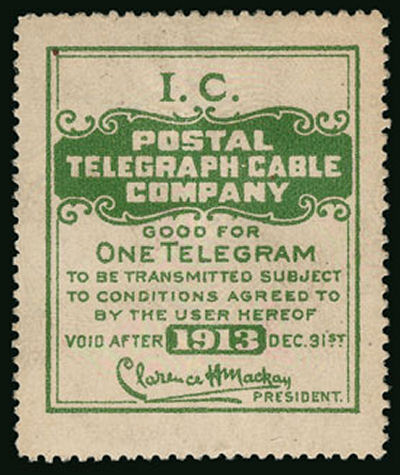 I. C.
POSTAL
TELEGRAPH-CABLE
COMPANY
GOOD FOR
ONE TELEGRAM
TO BE TRANSMITTED SUBJECT
TO CONDITIONS AGREED TO
BY THE USER HEREOF
VOID AFTER 1913 DEC. 31ST
Clarence H Mackay
PRESIDENT.